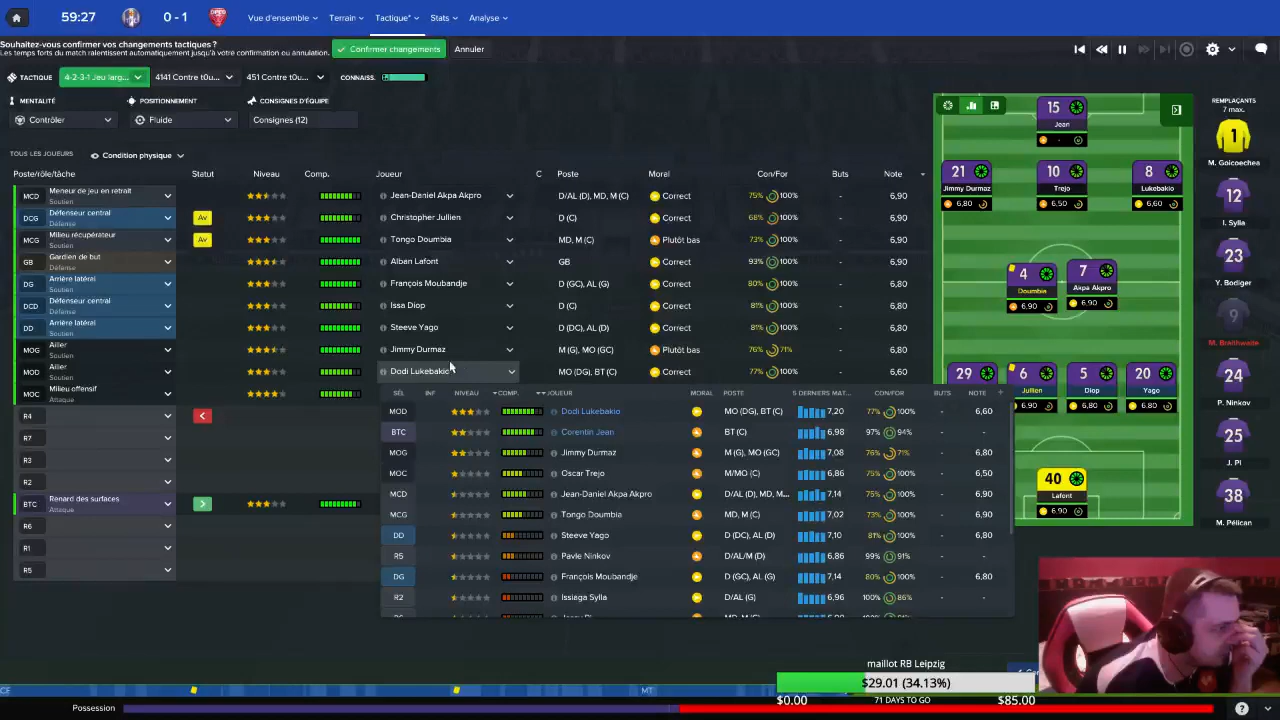 59:27 0 - 1 Vue d'ensemble Terrain Tactique* Stats Analyse
Souhaitez-vous confirmer vos changements tactiques ?
Les temps forts du match ralentissent automatiquement jusqu'à votre confirmation ou annulation.
Confirmer changements Annuler
TACTIQUE 4-2-3-1 Jeu larg... 4141 Contre t0u... 451 Contre t0u... CONNAISS.
MENTALITÉ POSITIONNEMENT CONSIGNES D'ÉQUIPE
Contrôler Fluide Consignes (12)
TOUS LES JOUEURS Condition physique
Poste/rôle/tâche Statut Niveau Comp. Joueur C Poste Moral Con/For Buts Note
MCD Meneur de jeu en retrait Soutien Jean-Daniel Akpa Akpro D/AL (D), MD, M (C) Correct 75% 100% - 6,90
DCG Défenseur central Défense Av Christopher Jullien D (C) Correct 68% 100% - 6,90
MCG Milieu récupérateur Soutien Av Tongo Doumbia MD, M (C) Plutôt bas 73% 100% - 6,90
GB Gardien de but Défense Alban Lafont GB Correct 93% 100% - 6,90
DG Arrière latéral Soutien François Moubandje D (GC), AL (G) Correct 80% 100% - 6,80
DCD Défenseur central Défense Issa Diop D (C) Correct 81% 100% - 6,80
DD Arrière latéral Soutien Steeve Yago D (DC), AL (D) Correct 81% 100% - 6,80
MOG Ailier Soutien Jimmy Durmaz M (G), MO (GC) Plutôt bas 76% 71% - 6,80
MOD Ailier Soutien Dodi Lukebakio MO (DG), BT (C) Correct 77% 100% - 6,60
MOC Milieu offensif Attaque
R4
R7
R3
R2
BTC Renard des surfaces Attaque
R6
R1
R5
SÉL INF NIVEAU COMP. JOUEUR MORAL POSTE 5 DERNIERS MAT... CON/FOR BUTS NOTE +
MOD Dodi Lukebakio MO (DG), BT (C) 7,20 77% 100% - 6,60
BTC Corentin Jean BT (C) 6,98 97% 94% - -
MOG Jimmy Durmaz M (G), MO (GC) 7,08 76% 71% - 6,80
MOC Oscar Trejo M/MO (C) 6,86 75% 100% - 6,50
MCD Jean-Daniel Akpa Akpro D/AL (D), MD, M... 7,14 75% 100% - 6,90
MCG Tongo Doumbia MD, M (C) 7,02 73% 100% - 6,90
DD Steeve Yago D (DC), AL (D) 7,10 81% 100% - 6,80
R5 Pavle Ninkov D/AL/M (D) 6,86 99% 91% - -
DG François Moubandje D (GC), AL (G) 7,14 80% 100% - 6,80
R2 Issiaga Sylla D/AL (G) 6,96 100% 86% - -
15 Jean -
21 Jimmy Durmaz 6,80
10 Trejo 6,50
8 Lukebakio 6,60
4 Doumbia 6,90
7 Akpa Akpro 6,90
29
6 Jullien 6,90
5 Diop 6,80
20 Yago 6,80
40 Lafont 6,90
REMPLAÇANTS
7 max.
1 M. Goicoechea
12 I. Sylla
23 Y. Bodiger
9 M. Braithwaite
24 P. Ninkov
25 J. Pi
38 M. Pélican
CE MT
Possession
maillot RB Leipzig
$29.01 (34.13%)
$0.00 71 DAYS TO GO $85.00